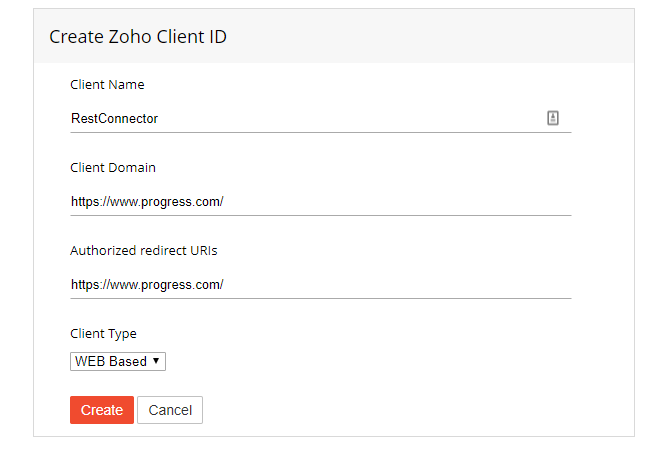 Create Zoho Client ID
Client Name
RestConnector
Client Domain
https://www.progress.com/
Authorized redirect URIs
https://www.progress.com/
Client Type
WEB Based
Create Cancel